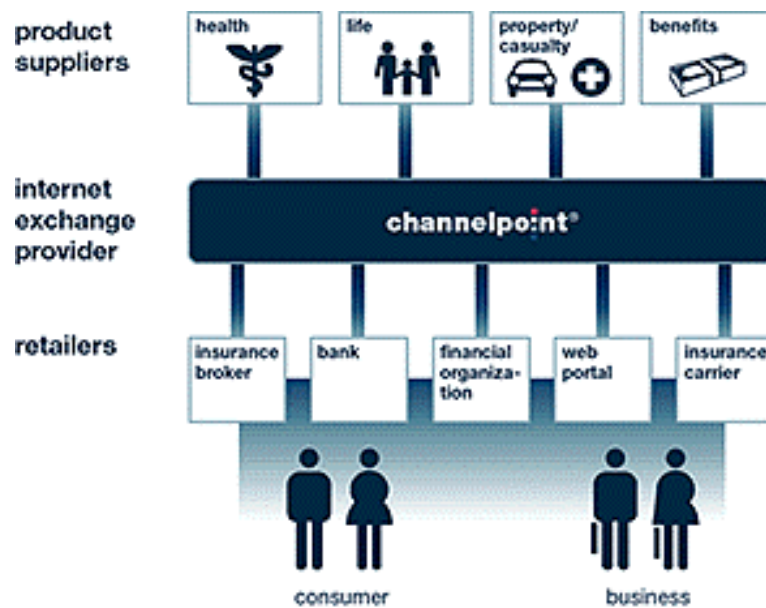 product
suppliers
health
life
property/
casualty
benefits
internet
exchange
provider
channelpoint®
retailers
insurance
broker
bank
financial
organiza-
tion
web
portal
insurance
carrier
consumer
business